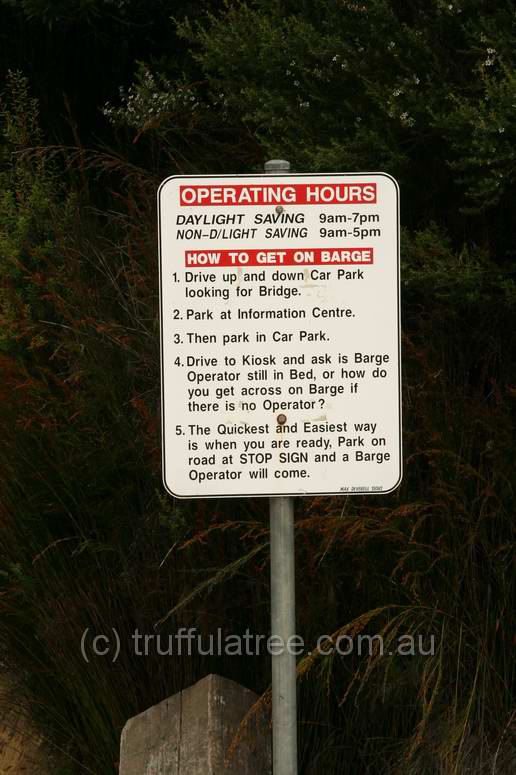 OPERATING HOURS
DAYLIGHT SAVING 9am-7pm
NON-D/LIGHT SAVING 9am-5pm
HOW TO GET ON BARGE
1. Drive up and down Car Park
looking for Bridge.
2. Park at Information Centre.
3. Then park in Car Park.
4. Drive to Kiosk and ask is Barge
Operator still in Bed, or how do
you get across on Barge if
there is no Operator?
5. The Quickest and Easiest way
is when you are ready, Park on
road at STOP SIGN and a Barge
Operator will come.
MAX DEVERELL SIGNS
(c) truffulatree.com.au